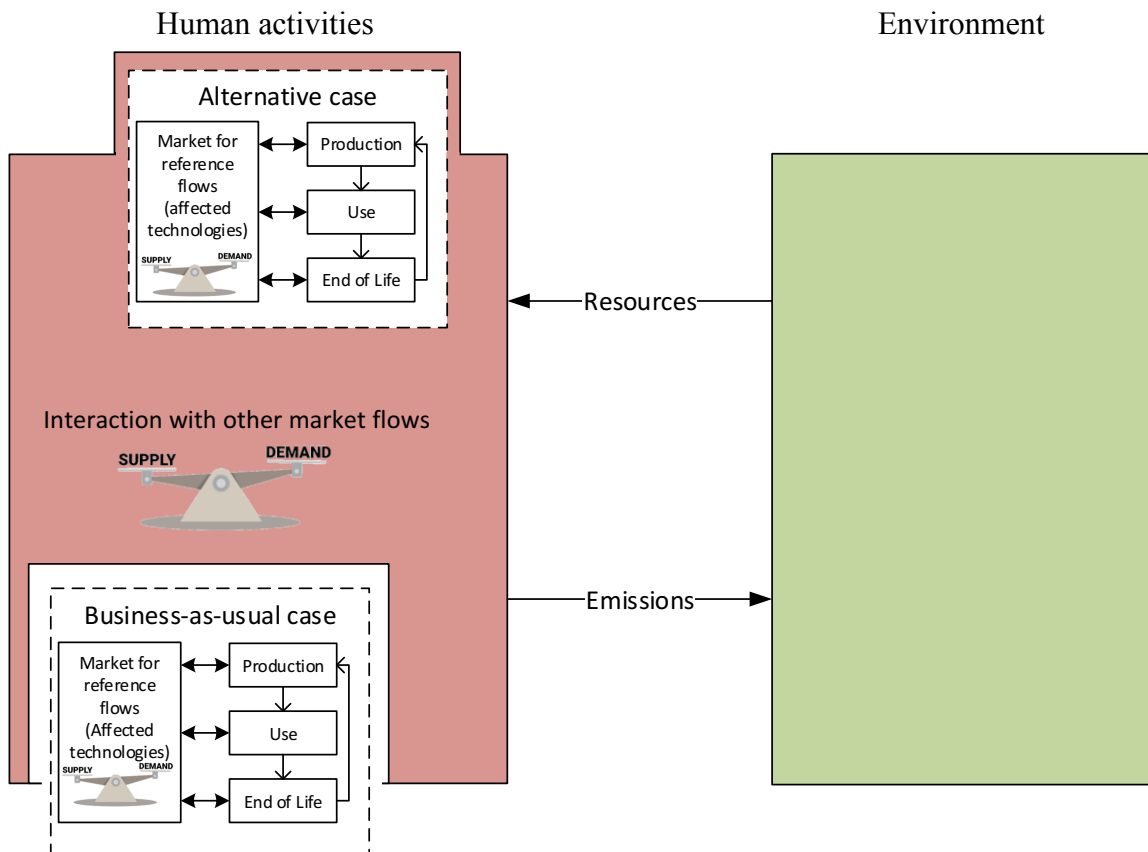 Human activities
Environment
Alternative case
Market for
reference
flows
(affected
technologies)
SUPPLY
DEMAND
Production
Use
End of Life
Resources
Interaction with other market flows
SUPPLY
DEMAND
Emissions
Business-as-usual case
Market for
reference
flows
(Affected
technologies)
SUPPLY
DEMAND
Production
Use
End of Life